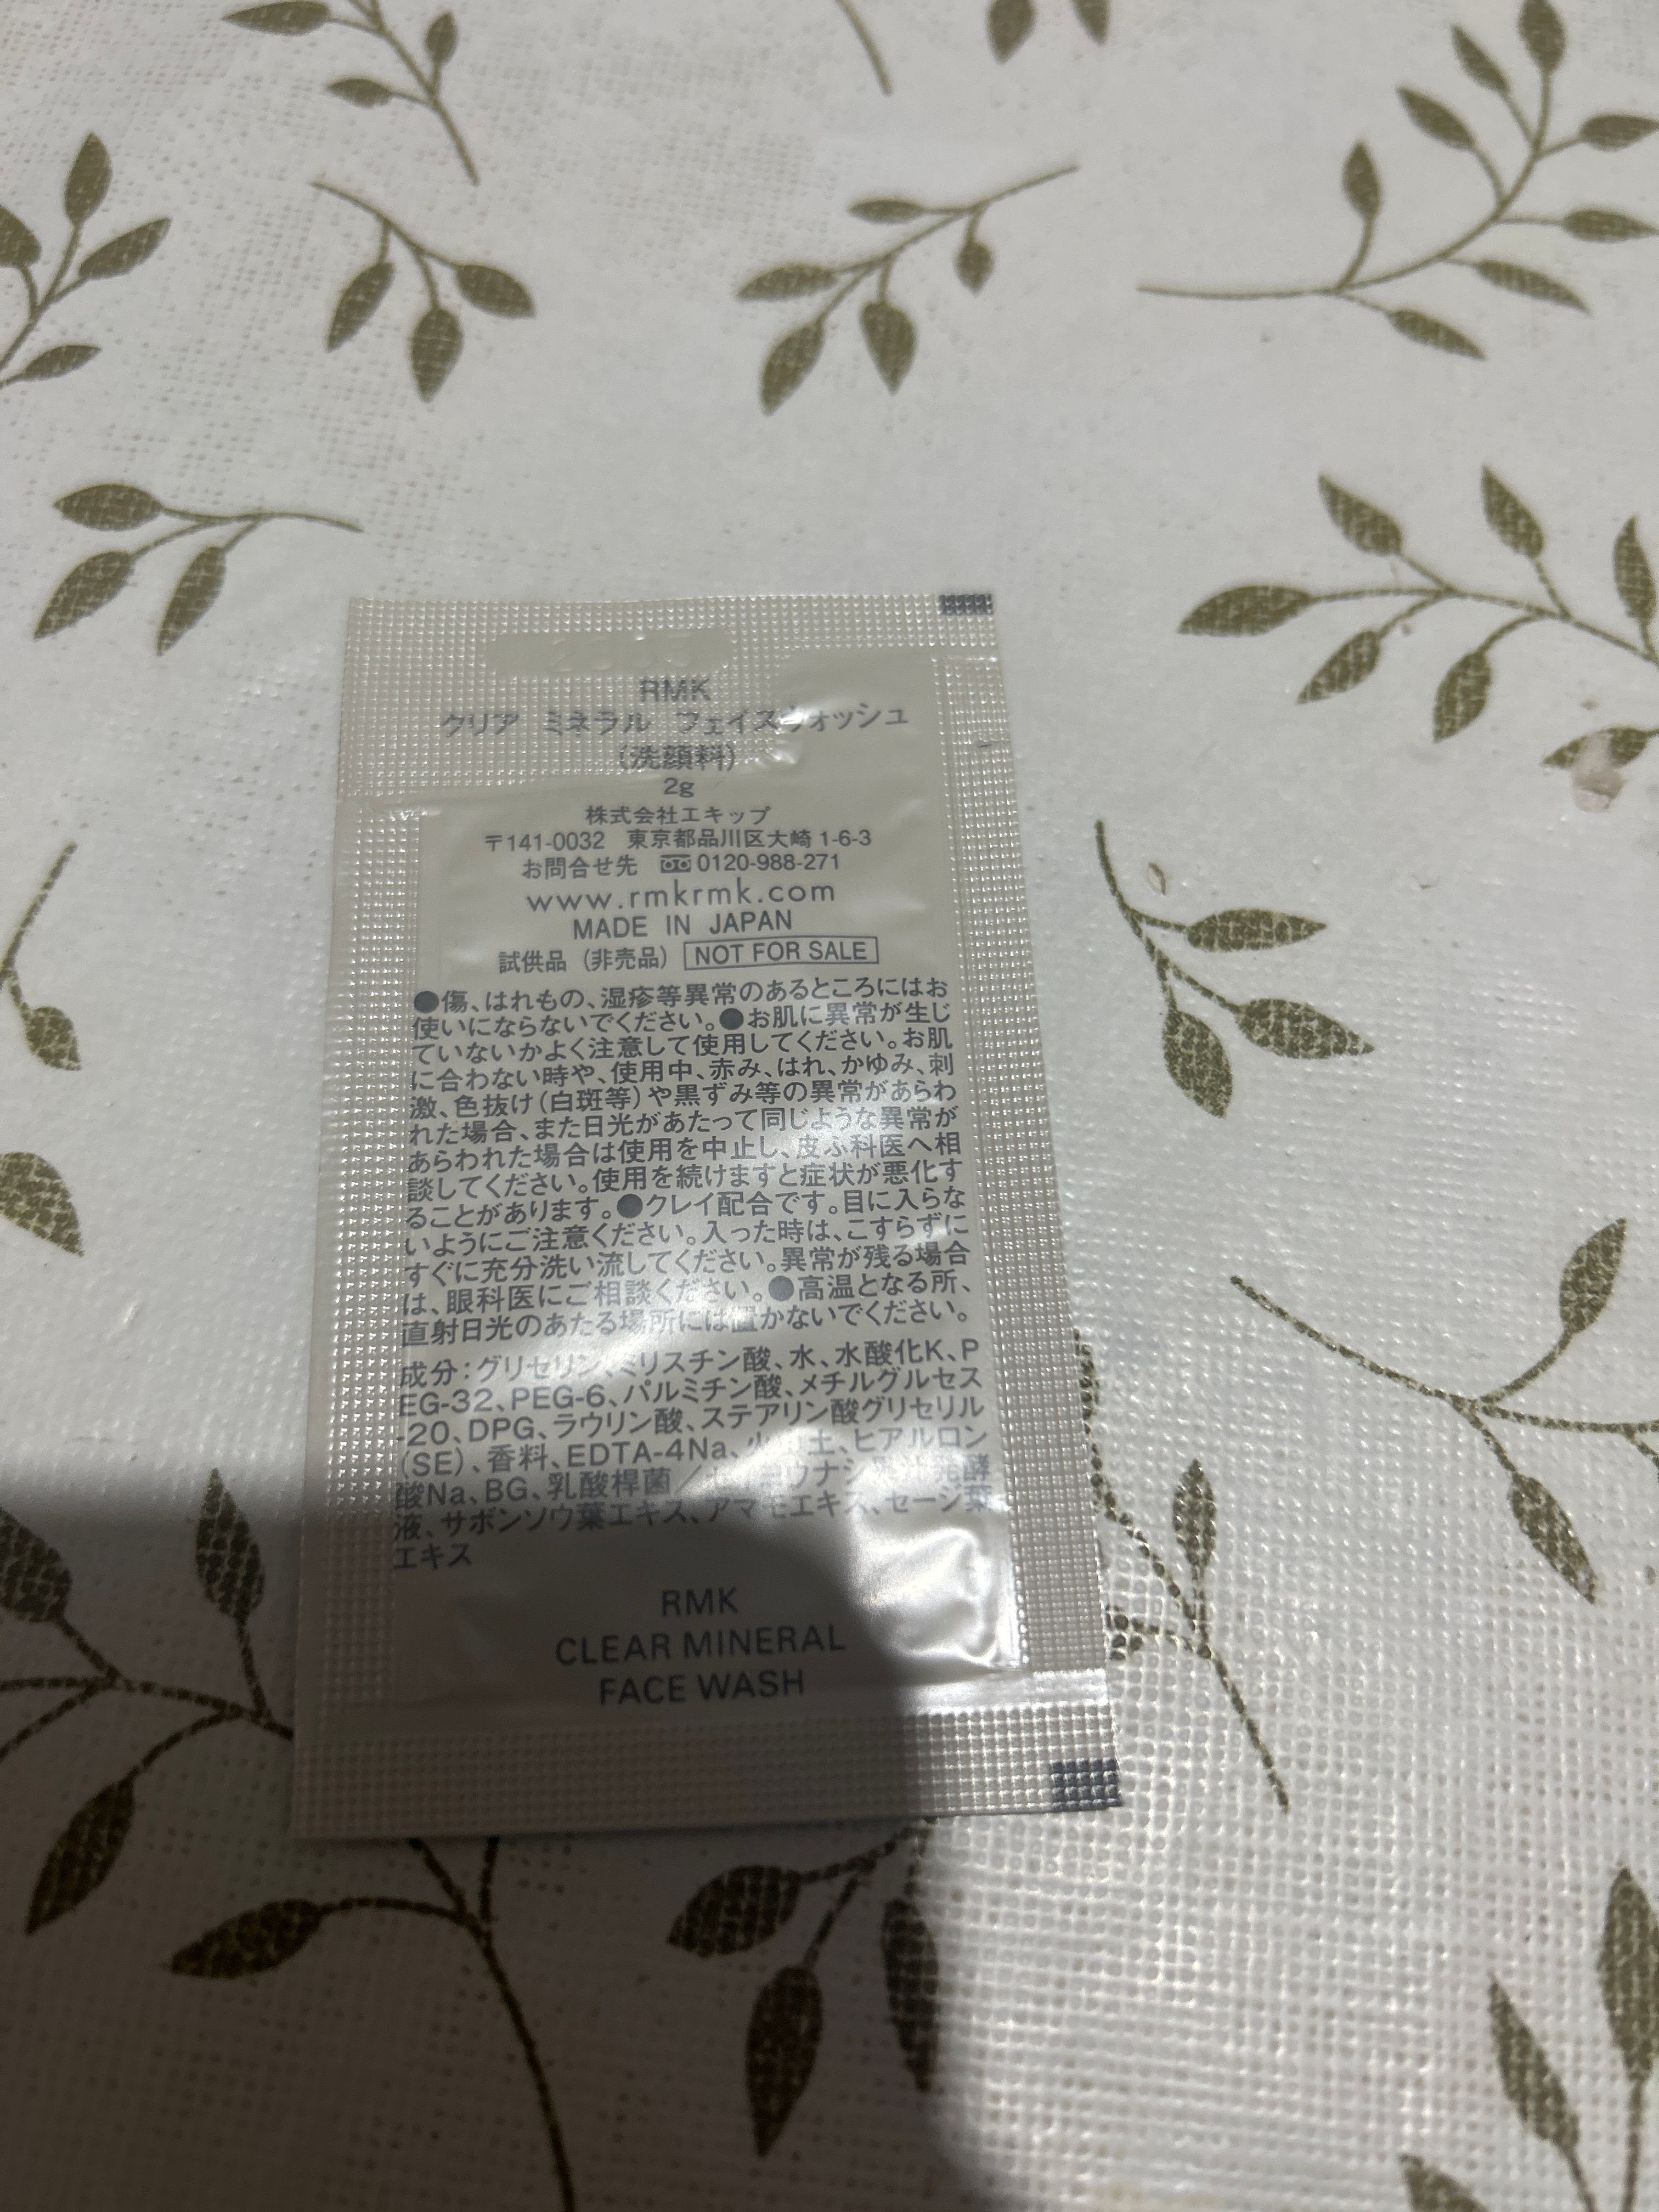 RMK
クリア ミネラル フェイスウォッシュ
(洗顔料)
2g
株式会社エキップ
〒141-0032 東京都品川区大崎 1-6-3
お問合せ先 0120-988-271
www.rmkrmk.com
MADE IN JAPAN
試供品 (非売品) NOT FOR SALE
●傷、はれもの、湿疹等異常のあるところにはお
使いにならないでください。●お肌に異常が生じ
ていないかよく注意して使用してください。お肌
に合わない時や、使用中、赤み、はれ、かゆみ、刺
激、色抜け(白斑等)や黒ずみ等の異常があらわ
れた場合、また日光があたって同じような異常が
あらわれた場合は使用を中止し、皮ふ科医へ相
談してください。使用を続けますと症状が悪化す
ることがあります。●クレイ配合です。目に入らな
いようにご注意ください。入った時は、こすらずに
すぐに充分洗い流してください。異常が残る場合
は、眼科医にご相談ください。●高温となる所、
直射日光のあたる場所には置かないでください。
成分:グリセリン、ミリスチン酸、水、水酸化K、P
EG-32、PEG-6、パルミチン酸、メチルグルセス
-20、DPG、ラウリン酸、ステアリン酸グリセリル
(SE)、香料、EDTA-4Na、ヒアルロン
酸Na、BG、乳酸桿菌/発酵
液、サボンソウ葉エキス、アマモエキス、セージ葉
エキス
RMK
CLEAR MINERAL
FACE WASH